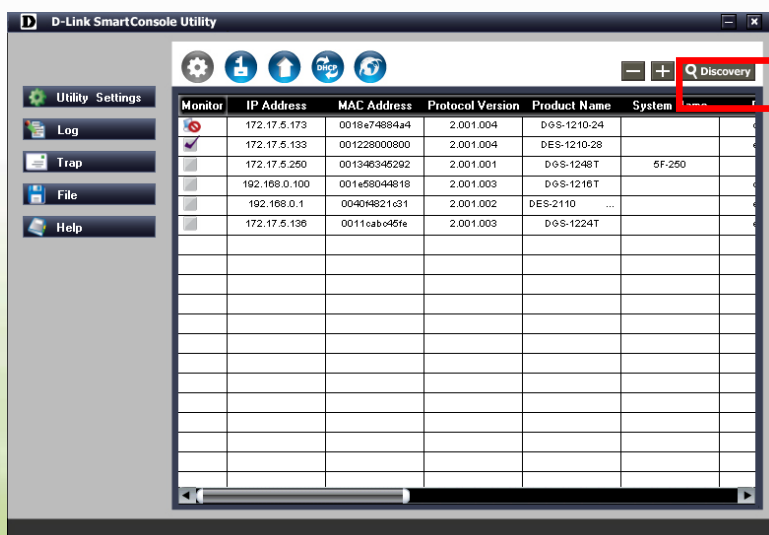 D D-Link SmartConsole Utility
DHCP
Discovery
Utility Settings
Log
Trap
File
Help
Monitor IP Address MAC Address Protocol Version Product Name System Name
172.17.5.173 0018e74884a4 2.001.004 DGS-1210-24
172.17.5.133 001228000800 2.001.004 DES-1210-28
172.17.5.250 001346345292 2.001.001 DGS-1248T 5F-250
192.168.0.100 001e58044818 2.001.003 DGS-1216T
192.168.0.1 0040f4821c31 2.001.002 DES-2110 ...
172.17.5.136 0011cabc45fe 2.001.003 DGS-1224T